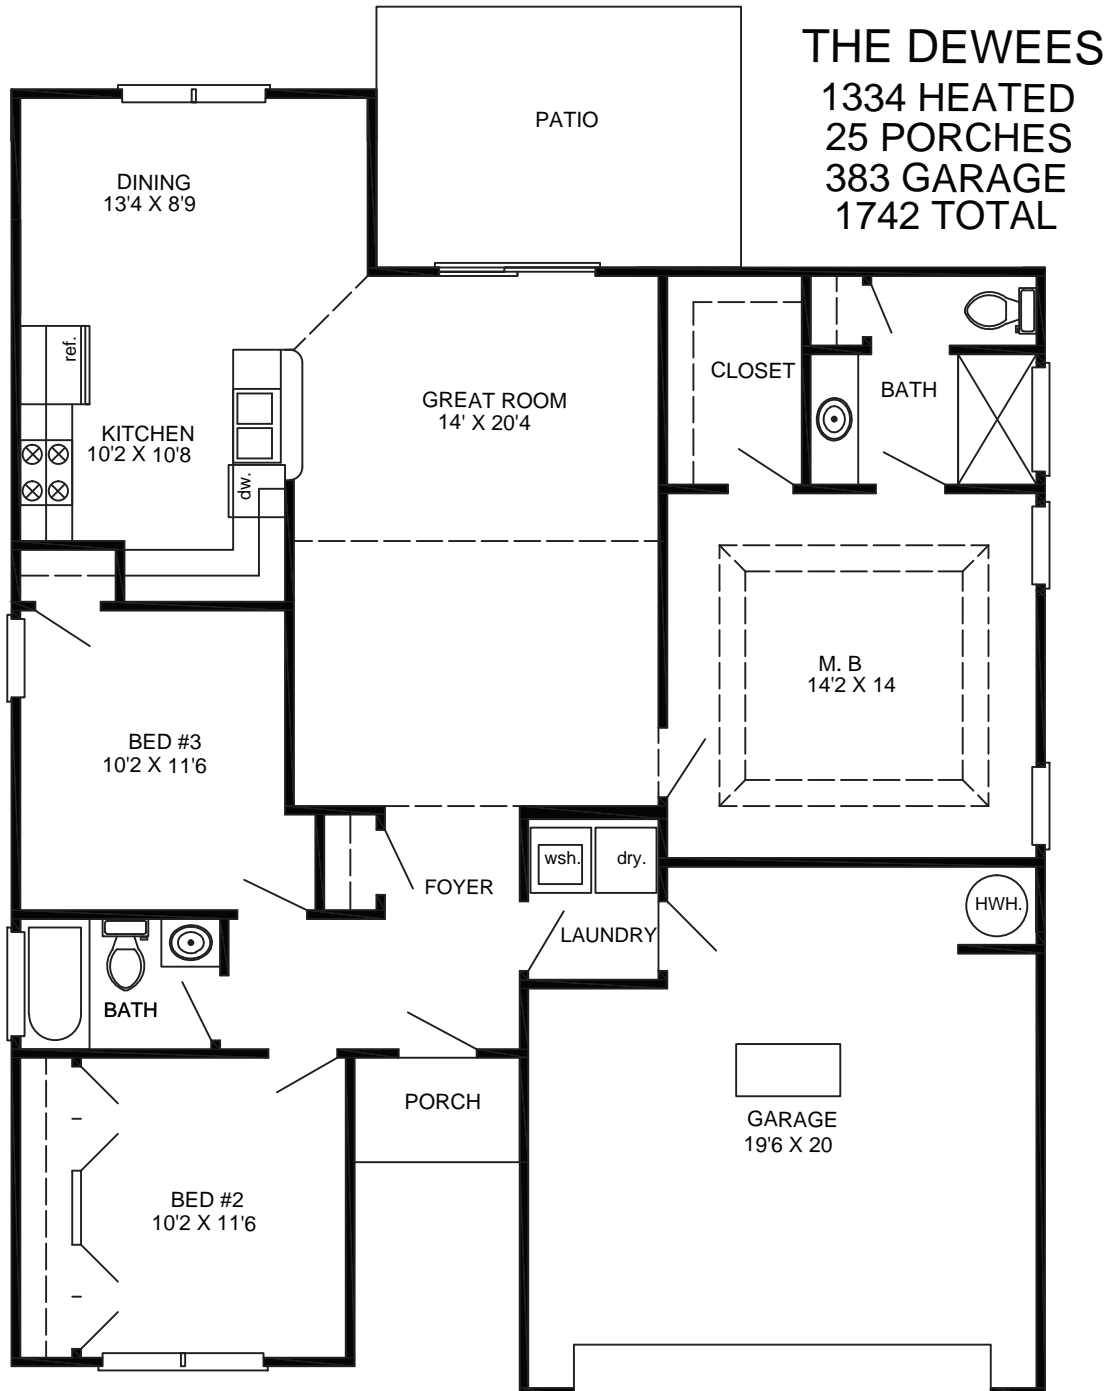 THE DEWEES
1334 HEATED
25 PORCHES
383 GARAGE
1742 TOTAL
PATIO
DINING
13'4 X 8'9
ref.
KITCHEN
10'2 X 10'8
dw.
GREAT ROOM
14' X 20'4
CLOSET
BATH
M. B
14'2 X 14
BED #3
10'2 X 11'6
FOYER
wsh.
dry.
LAUNDRY
HWH.
BATH
PORCH
GARAGE
19'6 X 20
BED #2
10'2 X 11'6